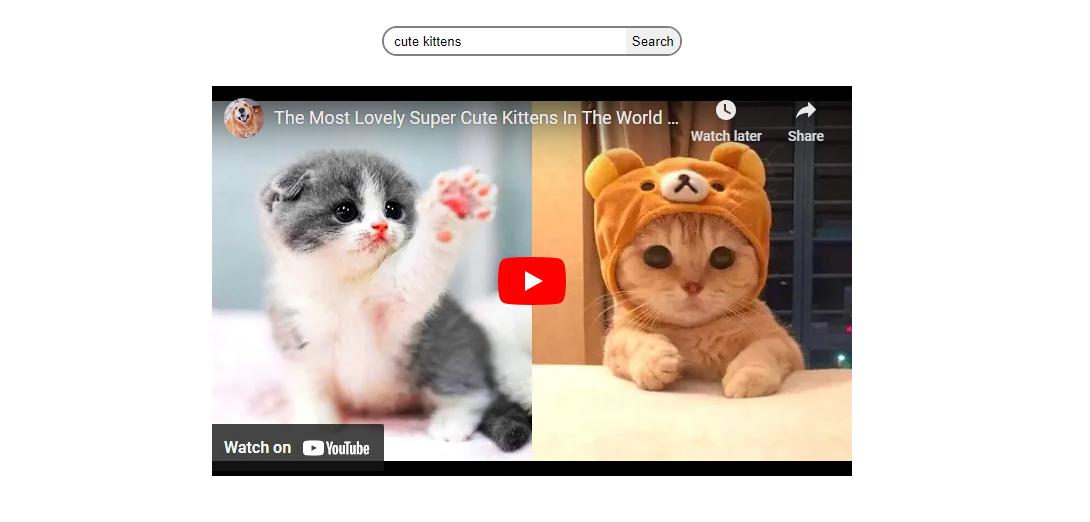 cute kittens
Search
The Most Lovely Super Cute Kittens In The World ...
Watch later
Share
Watch on YouTube